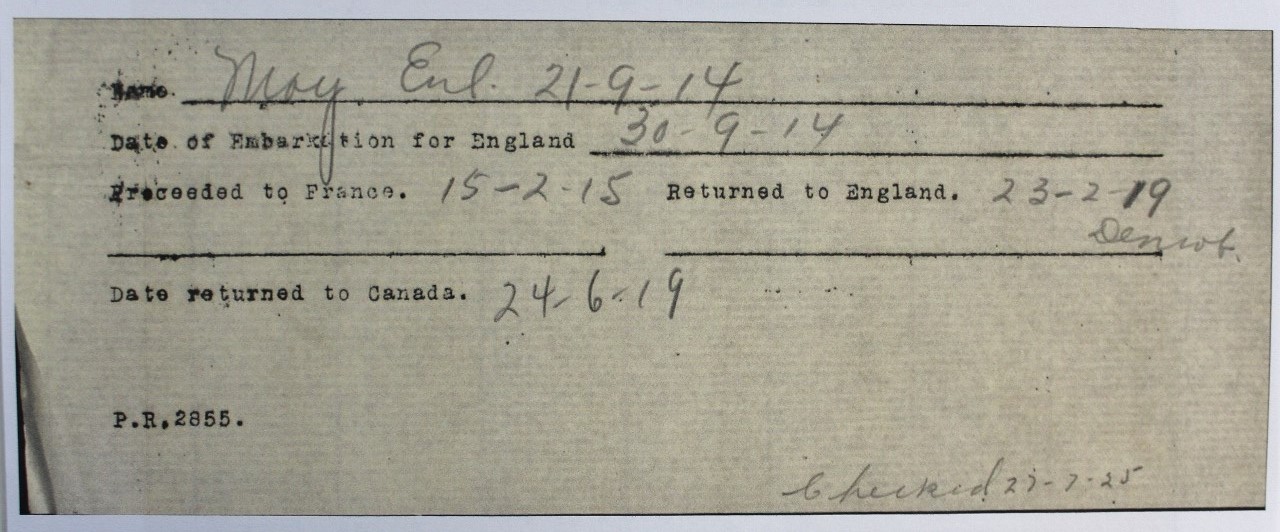 Name. Moy. Enl. 21-9-14
Date of Embarkation for England 30-9-14
Proceeded to France. 15-2-15 Returned to England. 23-2-19
Demob.
Date returned to Canada. 24-6-19
P.R.2855.
Checked 27-7-25